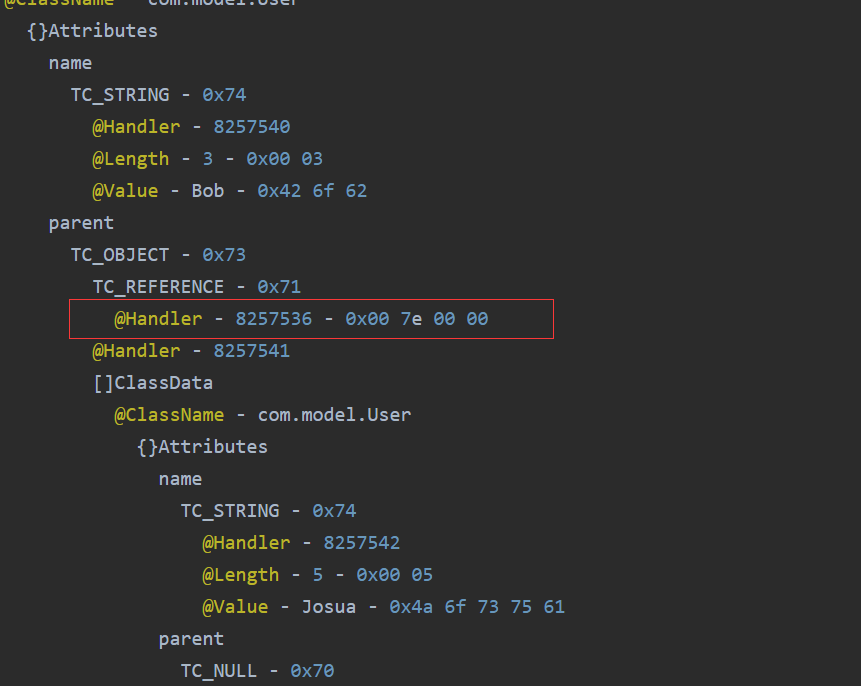 @ClassName - com.model.User
{}Attributes
name
TC_STRING - 0x74
@Handler - 8257540
@Length - 3 - 0x00 03
@Value - Bob - 0x42 6f 62
parent
TC_OBJECT - 0x73
TC_REFERENCE - 0x71
@Handler - 8257536 - 0x00 7e 00 00
@Handler - 8257541
[]ClassData
@ClassName - com.model.User
{}Attributes
name
TC_STRING - 0x74
@Handler - 8257542
@Length - 5 - 0x00 05
@Value - Josua - 0x4a 6f 73 75 61
parent
TC_NULL - 0x70